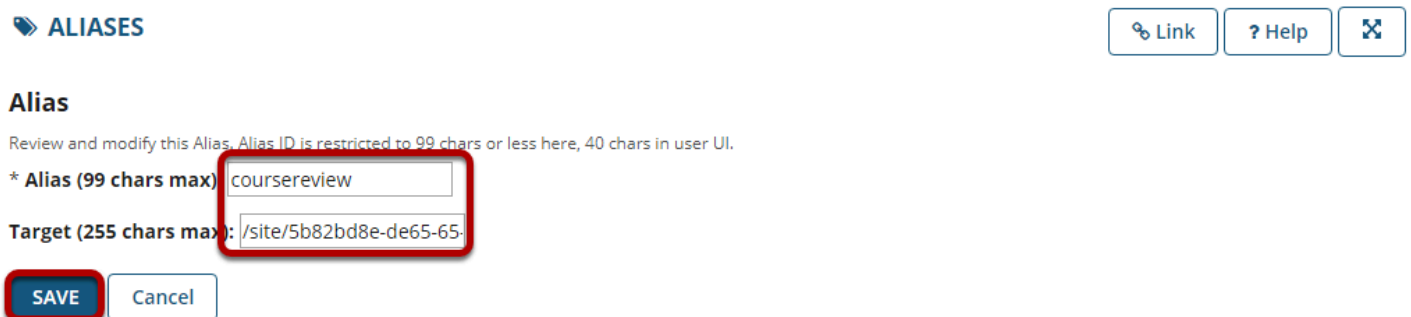 ALIASES
Link
? Help
Alias
Review and modify this Alias. Alias ID is restricted to 99 chars or less here, 40 chars in user UI.
* Alias (99 chars max) coursereview
Target (255 chars max): /site/5b82bd8e-de65-65-
SAVE Cancel